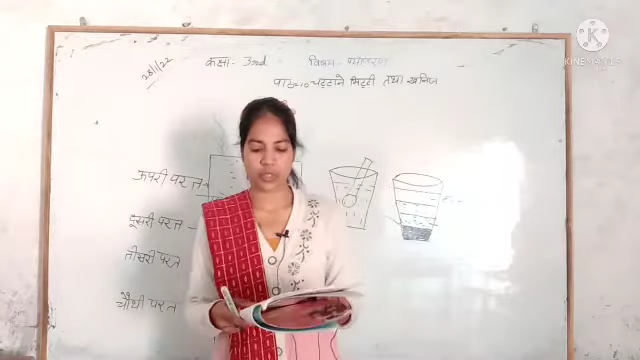 28/1/22
कक्षा - 3rd विषय - पर्यावरण
पाठ-10 चट्टाने मिट्टी तथा खनिज
ऊपरी परत
दूसरी परत
तीसरी परत
चौथी परत
KINEMASTER